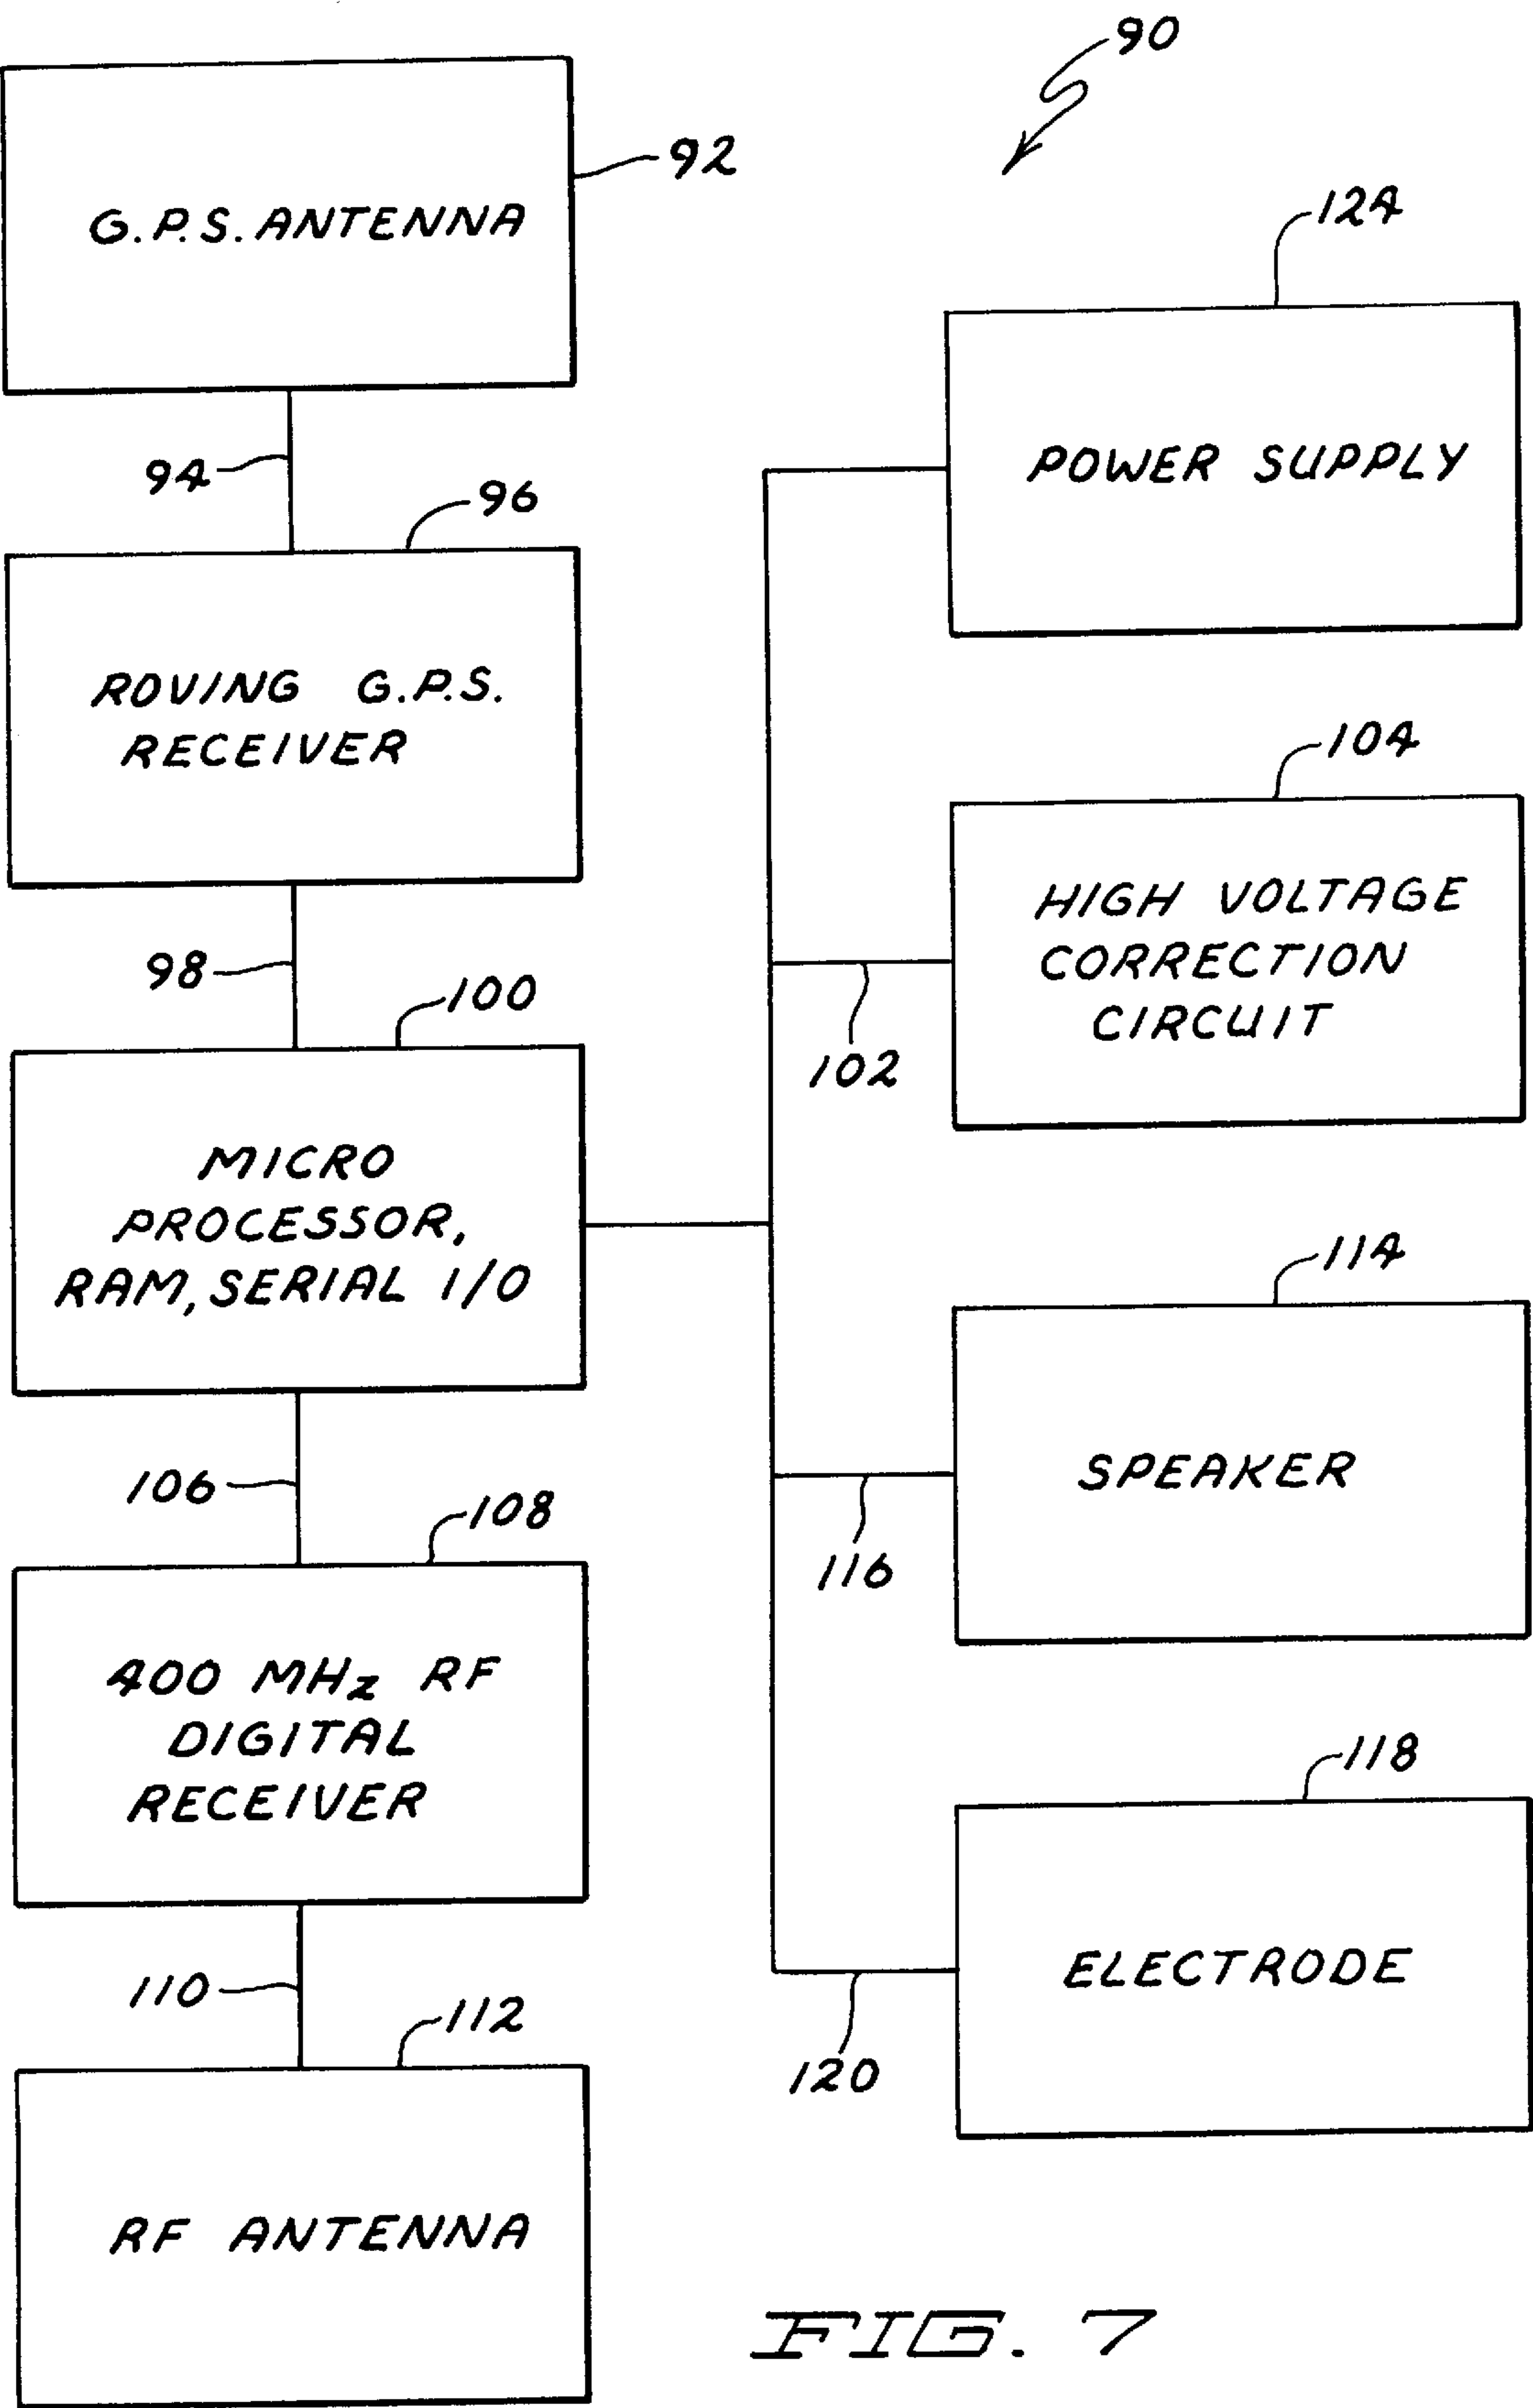 90
92
G.P.S. ANTENNA
124
94
POWER SUPPLY
96
ROVING G.P.S.
RECEIVER
104
HIGH VOLTAGE
CORRECTION
CIRCUIT
98
100
102
MICRO
PROCESSOR,
RAM, SERIAL I/O
114
SPEAKER
106
108
116
400 MHz RF
DIGITAL
RECEIVER
118
ELECTRODE
110
112
120
RF ANTENNA
FIG. 7